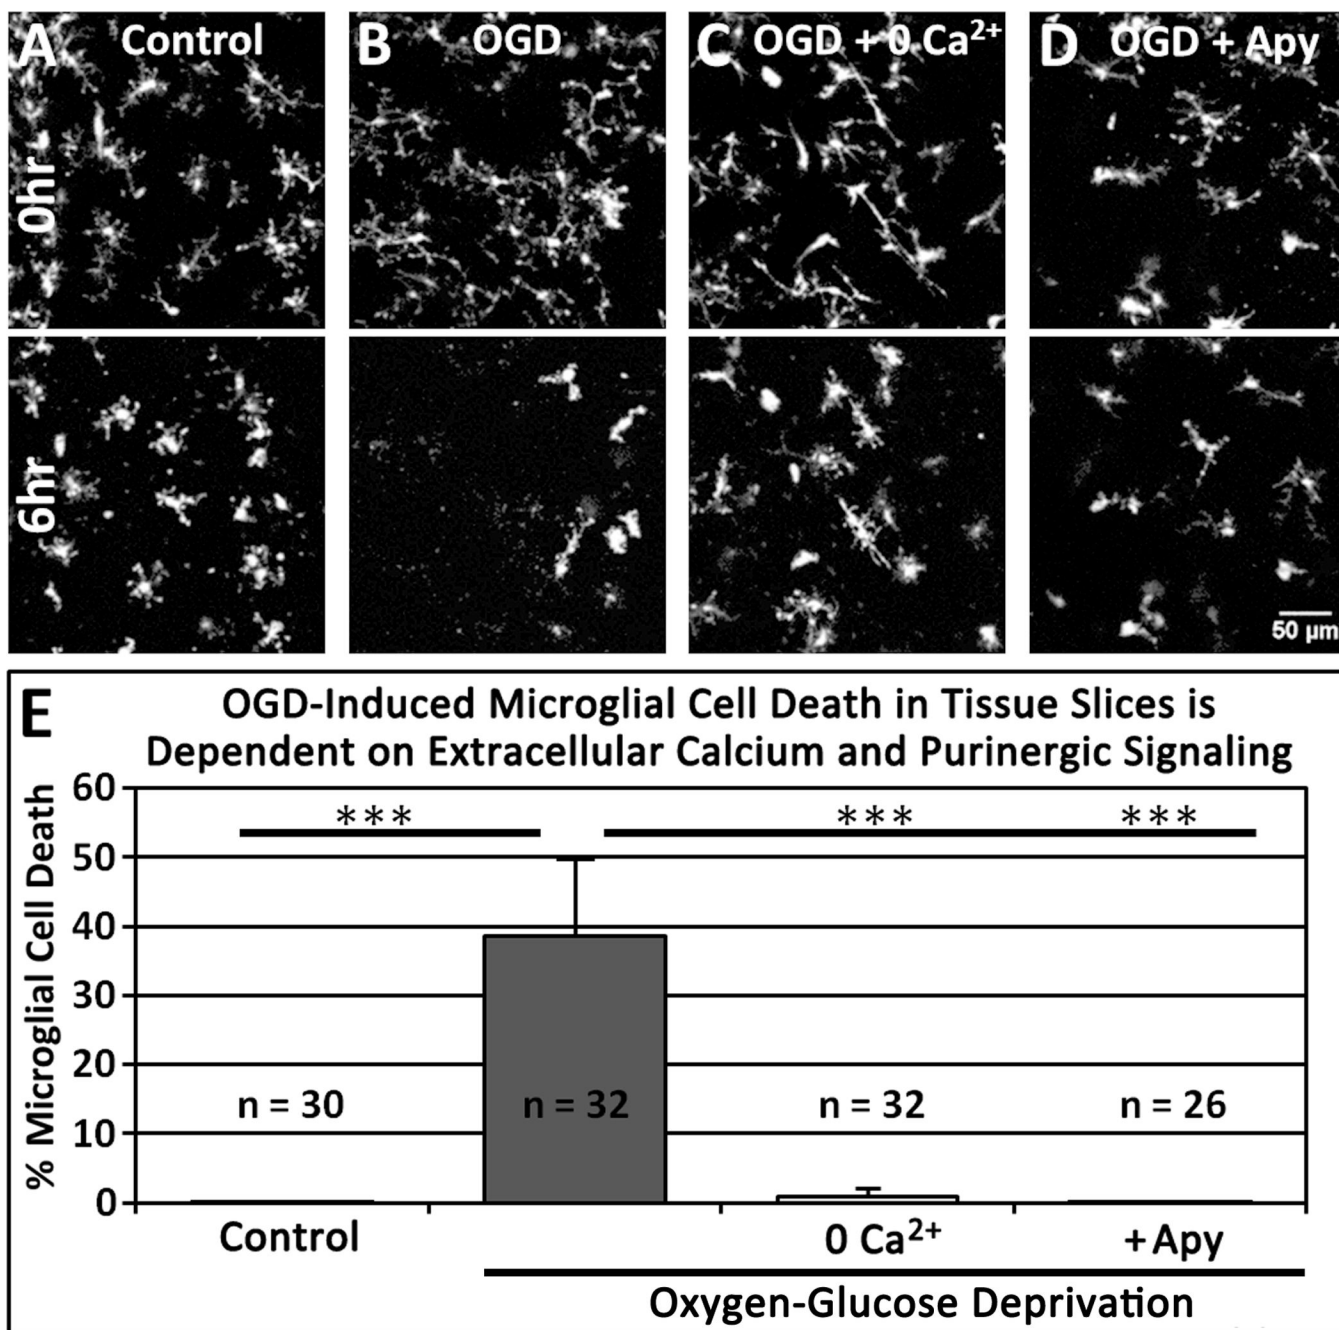 A Control
B OGD
C OGD + 0 Ca²⁺
D OGD + Apy
0hr
6hr
50 µm
E OGD-Induced Microglial Cell Death in Tissue Slices is
Dependent on Extracellular Calcium and Purinergic Signaling
% Microglial Cell Death
60
50
40
30
20
10
0
*** *** ***
n = 30 n = 32 n = 32 n = 26
Control 0 Ca²⁺ +Apy
Oxygen-Glucose Deprivation